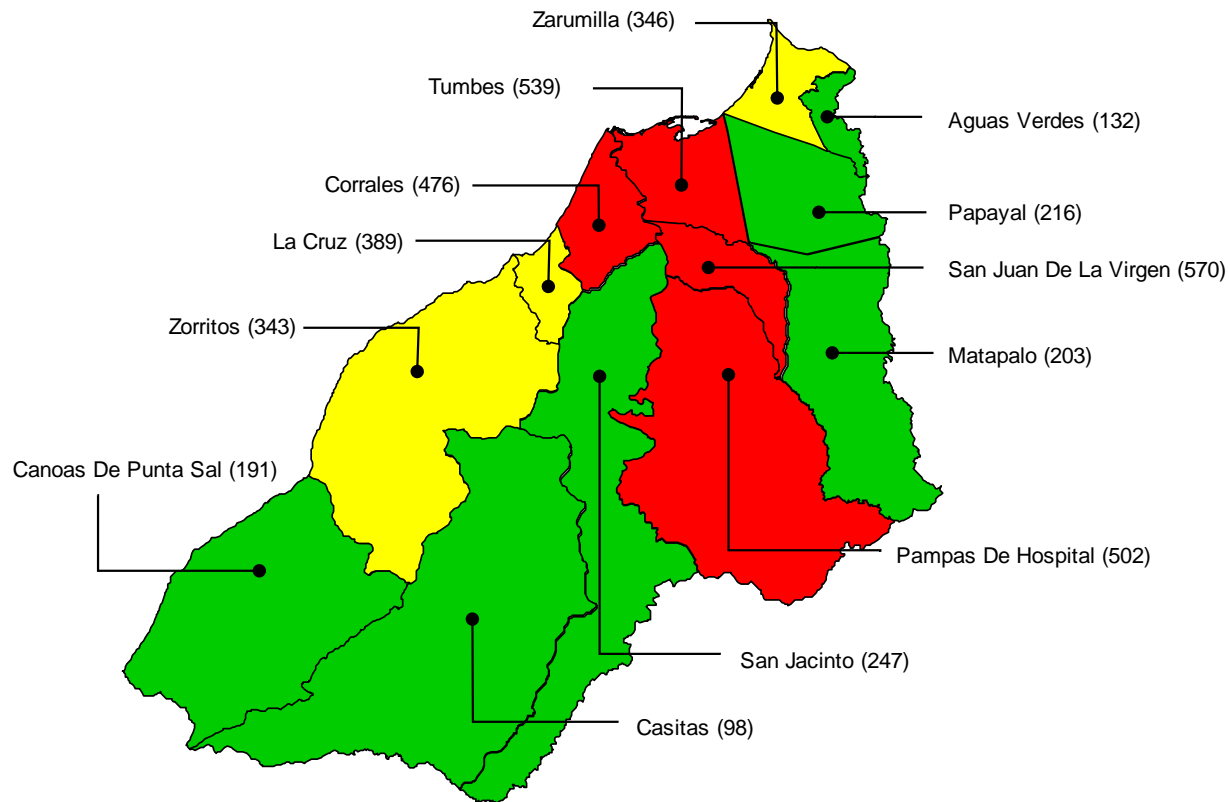 Zarumilla (346)
Tumbes (539)
Aguas Verdes (132)
Corrales (476)
Papayal (216)
La Cruz (389)
San Juan De La Virgen (570)
Zorritos (343)
Matapalo (203)
Canoas De Punta Sal (191)
Pampas De Hospital (502)
San Jacinto (247)
Casitas (98)